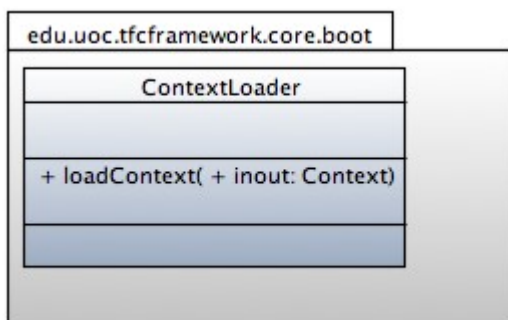 edu.uoc.tfcframework.core.boot
ContextLoader
+ loadContext( + inout: Context)